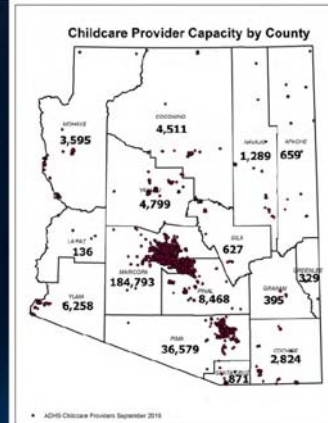 Childcare Provider Capacity by County
COCONINO
4,511
MOHAVE
3,595
NAVAJO
1,289
APACHE
659
4,799
LA PAZ
136
GILA
627
MARICOPA
184,793
PINAL
8,468
GRAHAM
395
GREENLEE
329
YUMA
6,258
PIMA
36,579
COCHISE
2,824
SANTA CRUZ
871
ADHS Childcare Providers September 2019